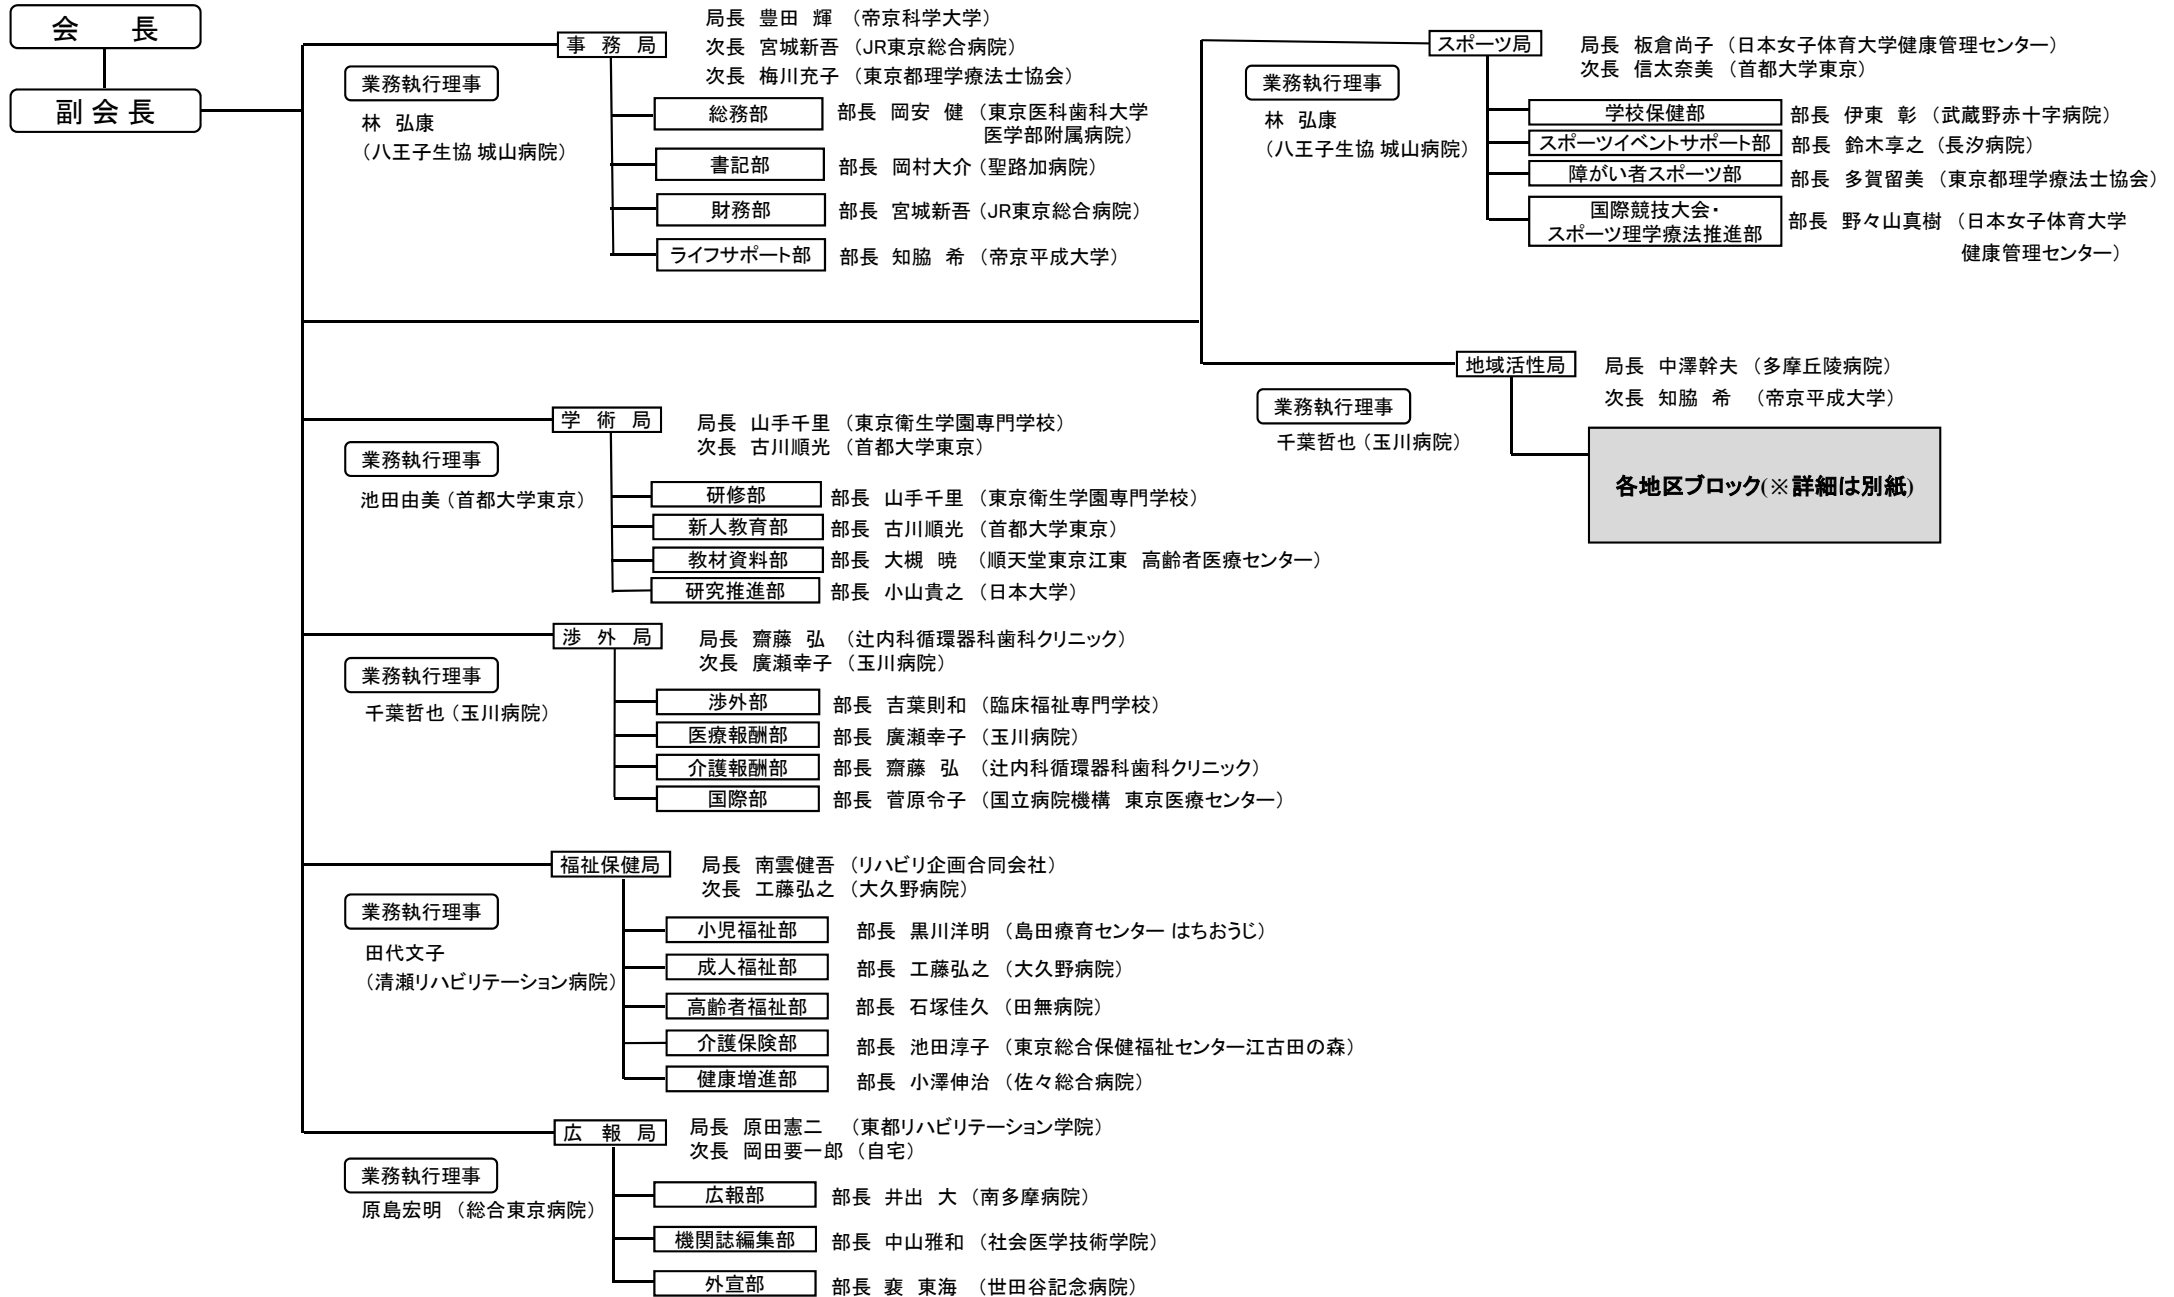 会　長
副 会 長
事　務　局
局長　豊田　輝　（帝京科学大学）
次長　宮城新吾　（JR東京総合病院）
次長　梅川充子　（東京都理学療法士協会）
業務執行理事
林　弘康
（八王子生協 城山病院）
総務部　部長　岡安　健　（東京医科歯科大学
医学部附属病院）
書記部　部長　岡村大介（聖路加病院）
財務部　部長　宮城新吾（JR東京総合病院）
ライフサポート部　部長　知脇　希　（帝京平成大学）
スポーツ局
局長　板倉尚子　（日本女子体育大学健康管理センター）
次長　信太奈美　（首都大学東京）
業務執行理事
林　弘康
（八王子生協 城山病院）
学校保健部　部長　伊東　彰　（武蔵野赤十字病院）
スポーツイベントサポート部　部長　鈴木享之　（長汐病院）
障がい者スポーツ部　部長　多賀留美　（東京都理学療法士協会）
国際競技大会・
スポーツ理学療法推進部　部長　野々山真樹　（日本女子体育大学
健康管理センター）
地域活性局
局長　中澤幹夫　（多摩丘陵病院）
次長　知脇　希　（帝京平成大学）
業務執行理事
千葉哲也（玉川病院）
各地区ブロック(※詳細は別紙)
学　術　局
局長　山手千里　（東京衛生学園専門学校）
次長　古川順光　（首都大学東京）
業務執行理事
池田由美（首都大学東京）
研修部　部長　山手千里　（東京衛生学園専門学校）
新人教育部　部長　古川順光　（首都大学東京）
教材資料部　部長　大槻　暁　（順天堂東京江東　高齢者医療センター）
研究推進部　部長　小山貴之　（日本大学）
渉　外　局
局長　齋藤　弘　（辻内科循環器科歯科クリニック）
次長　廣瀬幸子　（玉川病院）
業務執行理事
千葉哲也（玉川病院）
渉外部　部長　吉葉則和　（臨床福祉専門学校）
医療報酬部　部長　廣瀬幸子　（玉川病院）
介護報酬部　部長　齋藤　弘　（辻内科循環器科歯科クリニック）
国際部　部長　菅原令子　（国立病院機構　東京医療センター）
福祉保健局
局長　南雲健吾　（リハビリ企画合同会社）
次長　工藤弘之　（大久野病院）
業務執行理事
田代文子
（清瀬リハビリテーション病院）
小児福祉部　部長　黒川洋明　（島田療育センター はちおうじ）
成人福祉部　部長　工藤弘之　（大久野病院）
高齢者福祉部　部長　石塚佳久　（田無病院）
介護保険部　部長　池田淳子　（東京総合保健福祉センター江古田の森）
健康増進部　部長　小澤伸治　（佐々総合病院）
広　報　局
局長　原田憲二　（東都リハビリテーション学院）
次長　岡田要一郎　（自宅）
業務執行理事
原島宏明　（総合東京病院）
広報部　部長　井出　大　（南多摩病院）
機関誌編集部　部長　中山雅和　（社会医学技術学院）
外宣部　部長　裵　東海　（世田谷記念病院）